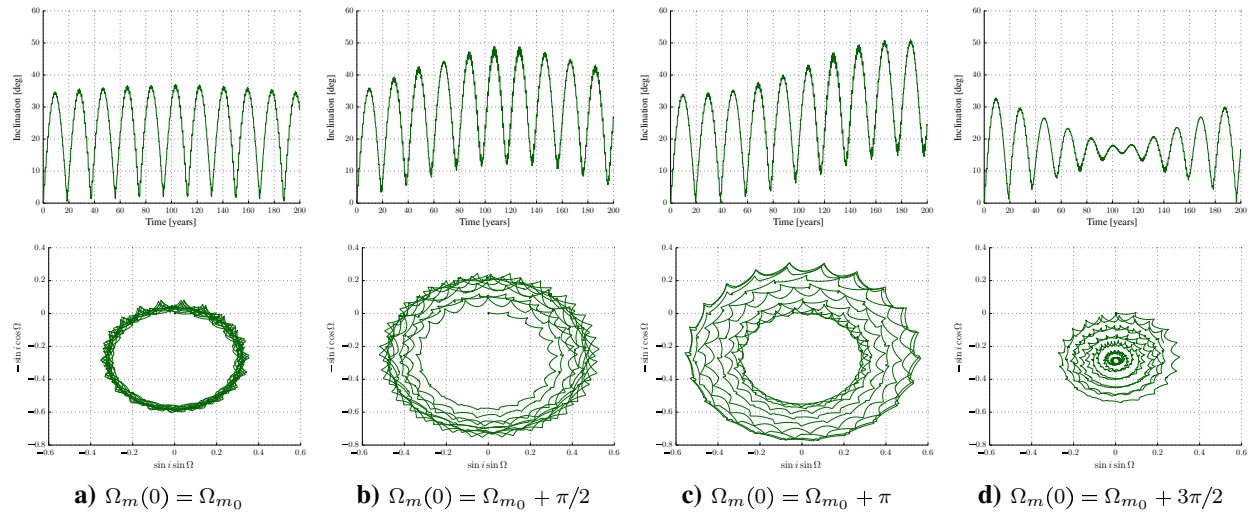 60
50
40
30
20
10
0
Inclination [deg]
0 20 40 60 80 100 120 140 160 180 200
Time [years]
60
50
40
30
20
10
0
Inclination [deg]
0 20 40 60 80 100 120 140 160 180 200
Time [years]
60
50
40
30
20
10
0
Inclination [deg]
0 20 40 60 80 100 120 140 160 180 200
Time [years]
60
50
40
30
20
10
0
Inclination [deg]
0 20 40 60 80 100 120 140 160 180 200
Time [years]
0.4
0.2
0
−0.2
−0.4
−0.6
−0.8
− sin i cos Ω
−0.6 −0.4 −0.2 0 0.2 0.4 0.6
sin i sin Ω
0.4
0.2
0
−0.2
−0.4
−0.6
−0.8
− sin i cos Ω
−0.6 −0.4 −0.2 0 0.2 0.4 0.6
sin i sin Ω
0.4
0.2
0
−0.2
−0.4
−0.6
−0.8
− sin i cos Ω
−0.6 −0.4 −0.2 0 0.2 0.4 0.6
sin i sin Ω
0.4
0.2
0
−0.2
−0.4
−0.6
−0.8
− sin i cos Ω
−0.6 −0.4 −0.2 0 0.2 0.4 0.6
sin i sin Ω
a) Ωₘ(0) = Ωₘ₀
b) Ωₘ(0) = Ωₘ₀ + π/2
c) Ωₘ(0) = Ωₘ₀ + π
d) Ωₘ(0) = Ωₘ₀ + 3π/2